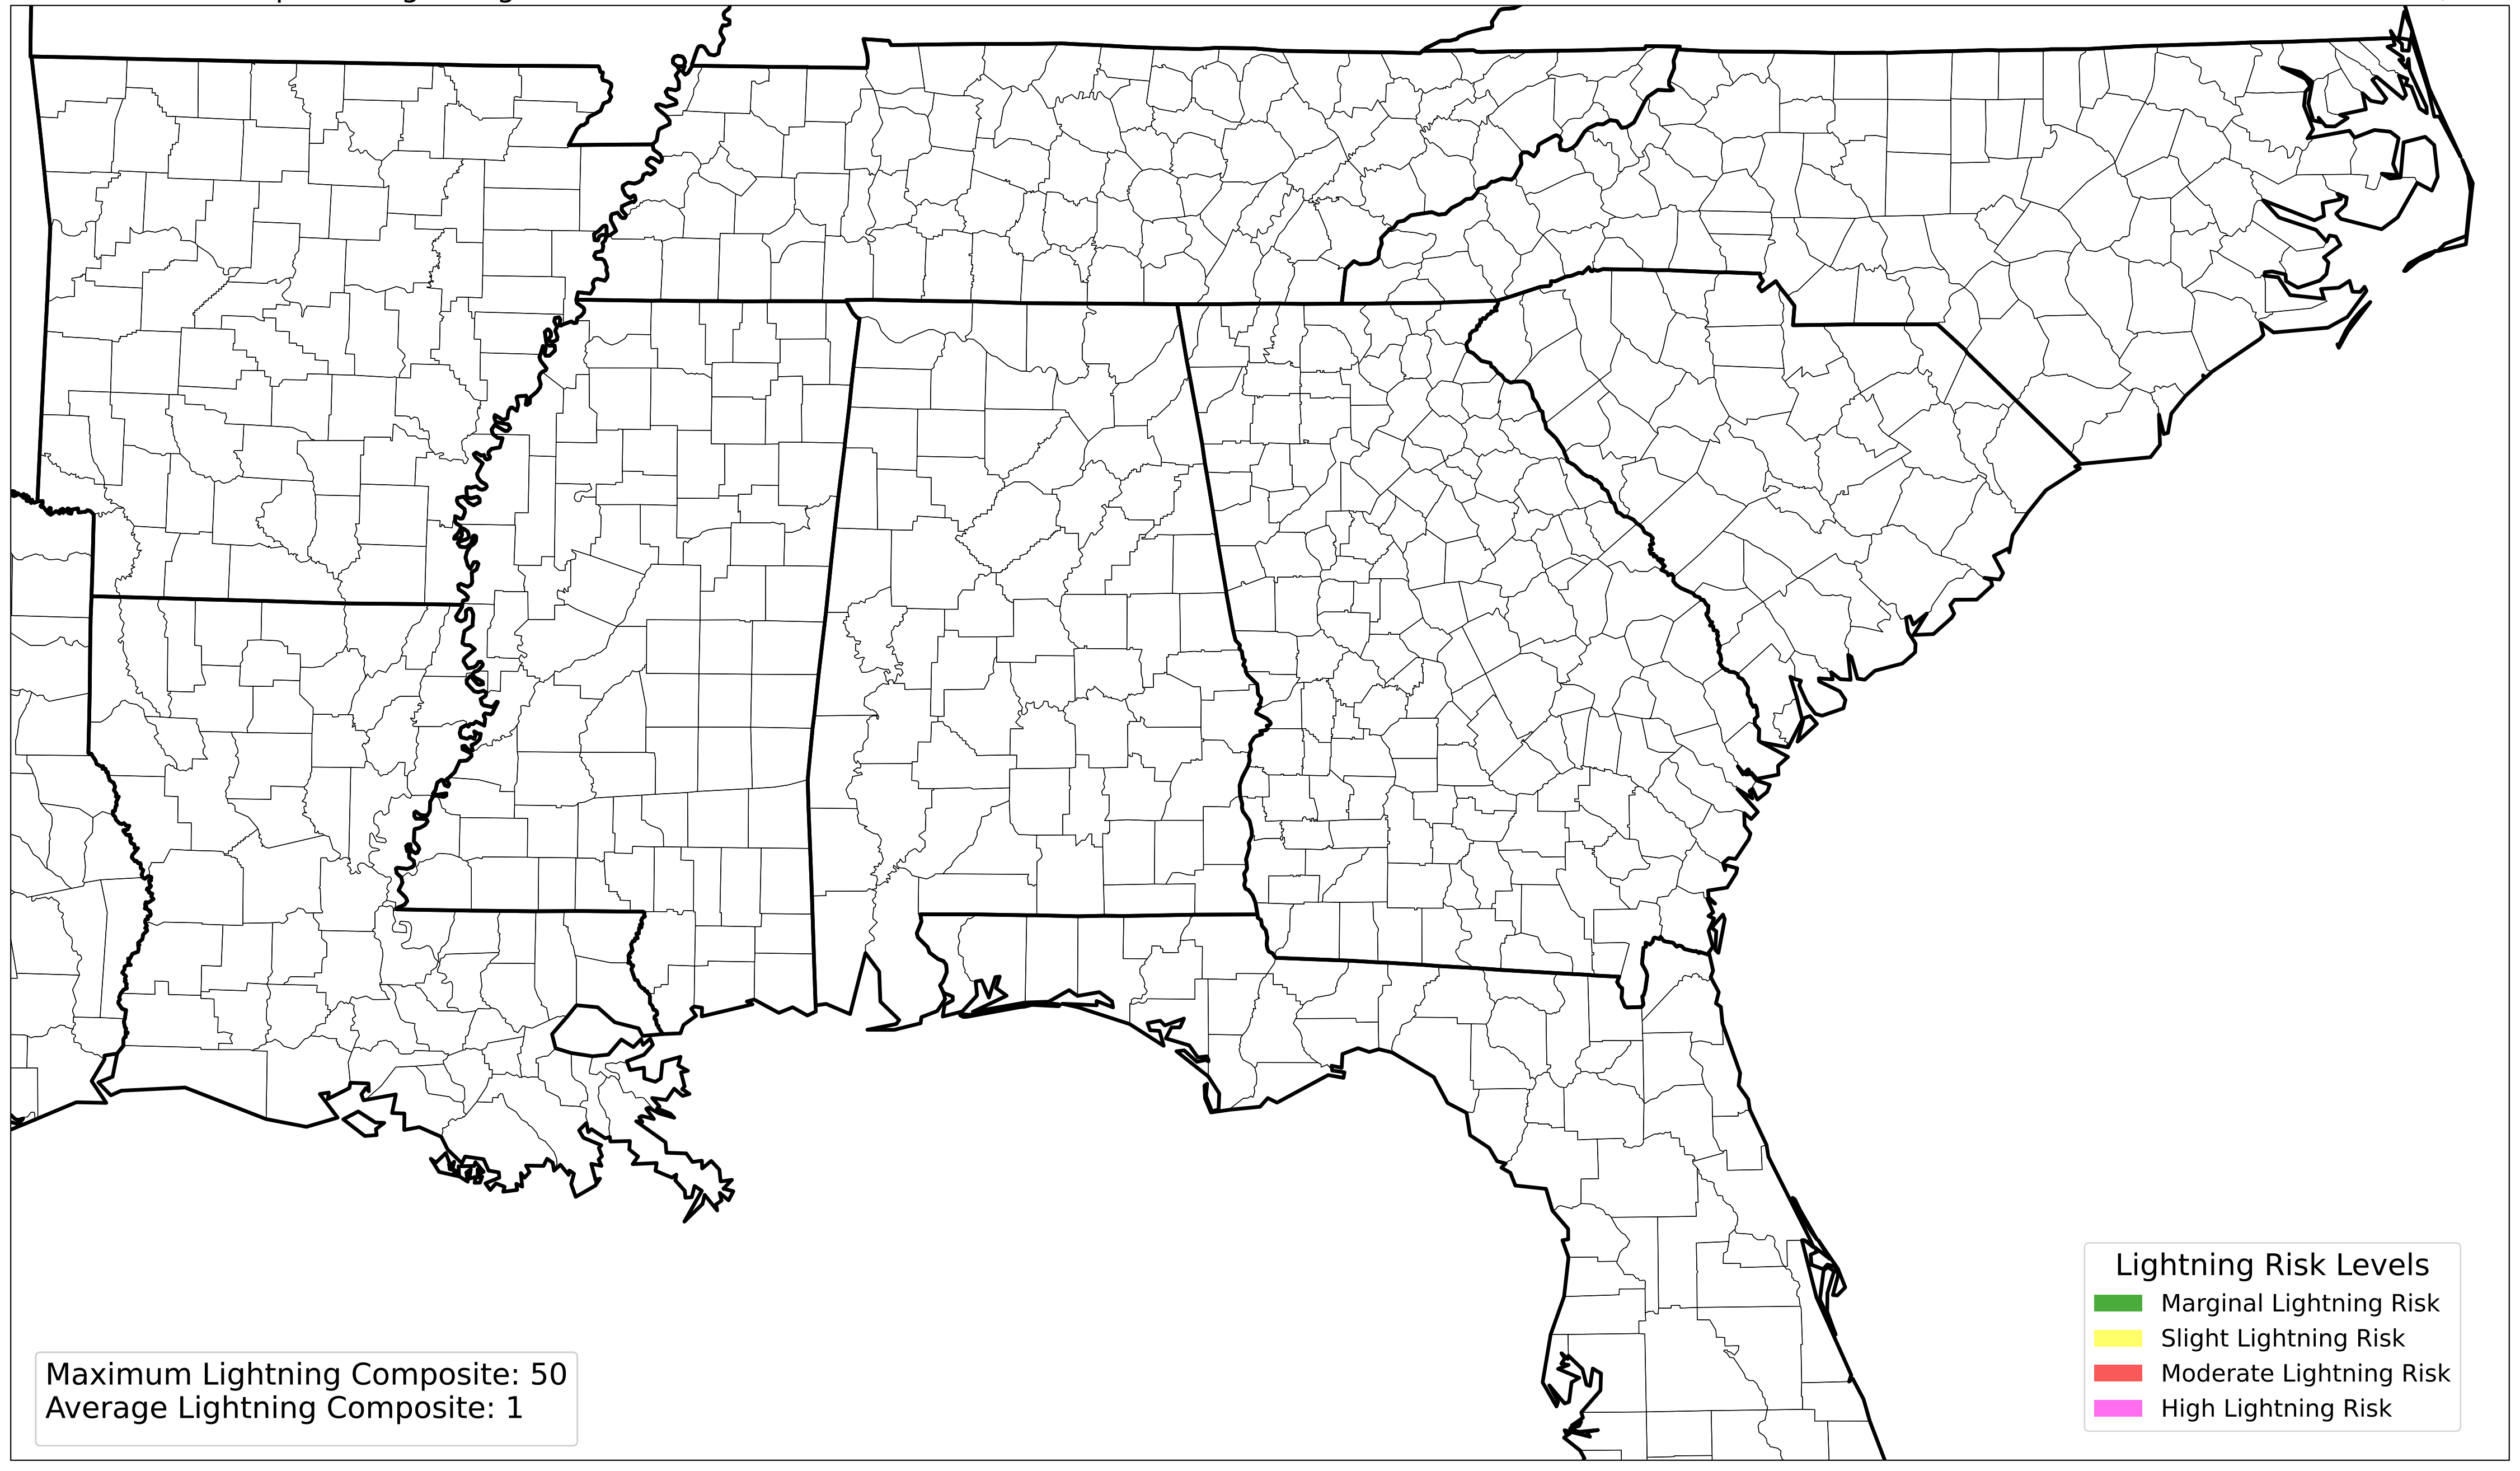 Maximum Lightning Composite: 50
Average Lightning Composite: 1
Lightning Risk Levels
Marginal Lightning Risk
Slight Lightning Risk
Moderate Lightning Risk
High Lightning Risk